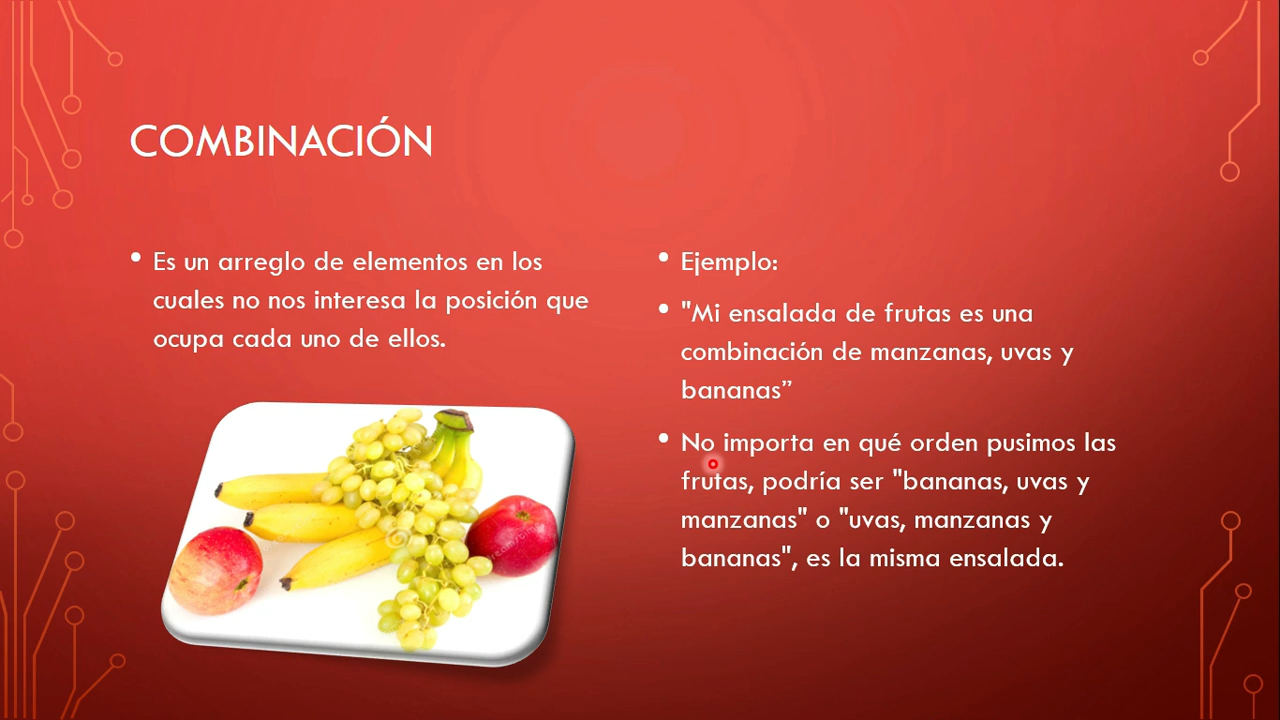 COMBINACIÓN
• Es un arreglo de elementos en los
cuales no nos interesa la posición que
ocupa cada uno de ellos.
• Ejemplo:
• "Mi ensalada de frutas es una
combinación de manzanas, uvas y
bananas”
• No importa en qué orden pusimos las
frutas, podría ser "bananas, uvas y
manzanas" o "uvas, manzanas y
bananas", es la misma ensalada.